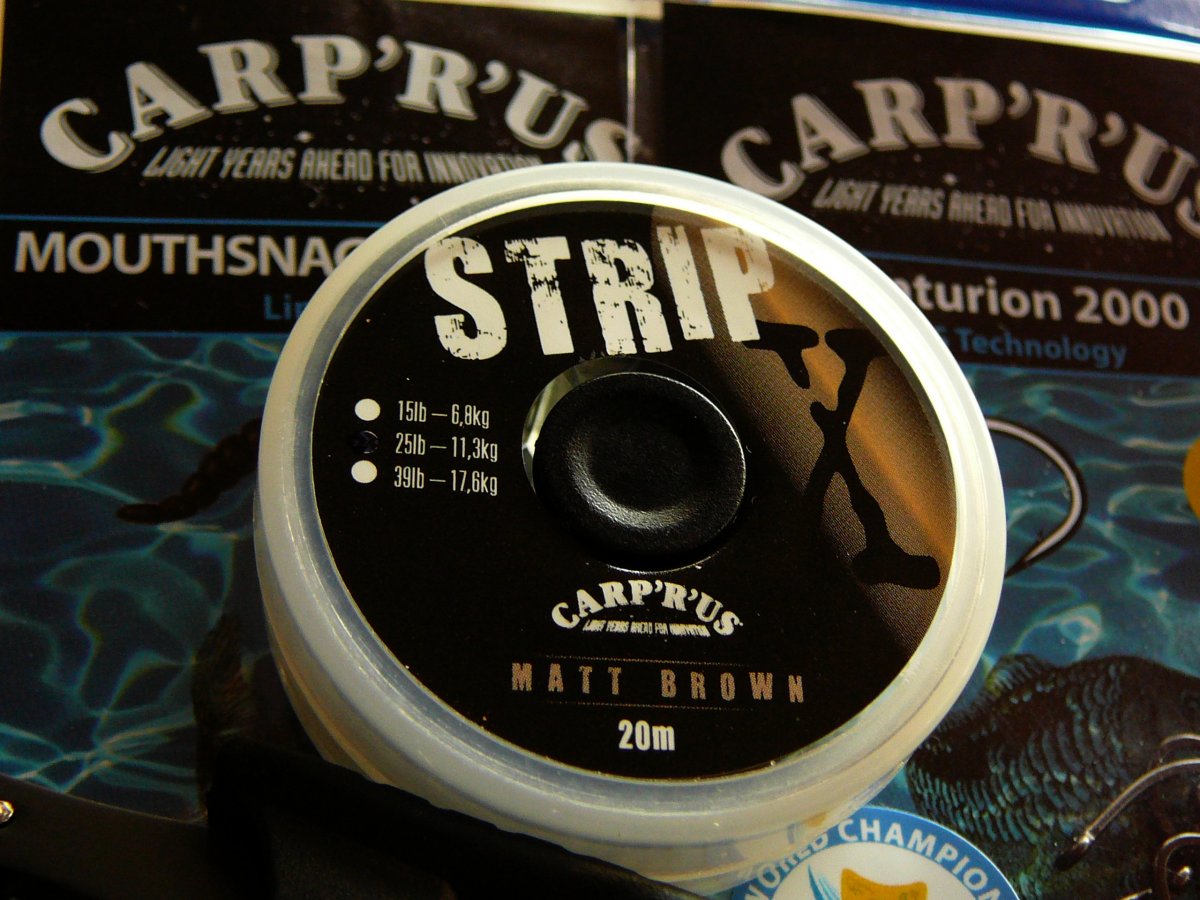 CARP'R'US
LIGHT YEARS AHEAD FOR INNOVATION
MOUTHSNAG
CARP'R'US
LIGHT YEARS AHEAD FOR INNOVATION
nturion 2000
Technology
STRIP
X
15lb – 6,8kg
25lb – 11,3kg
39lb – 17,6kg
CARP'R'US
LIGHT YEARS AHEAD FOR INNOVATION
MATT BROWN
20m
WORLD CHAMPION